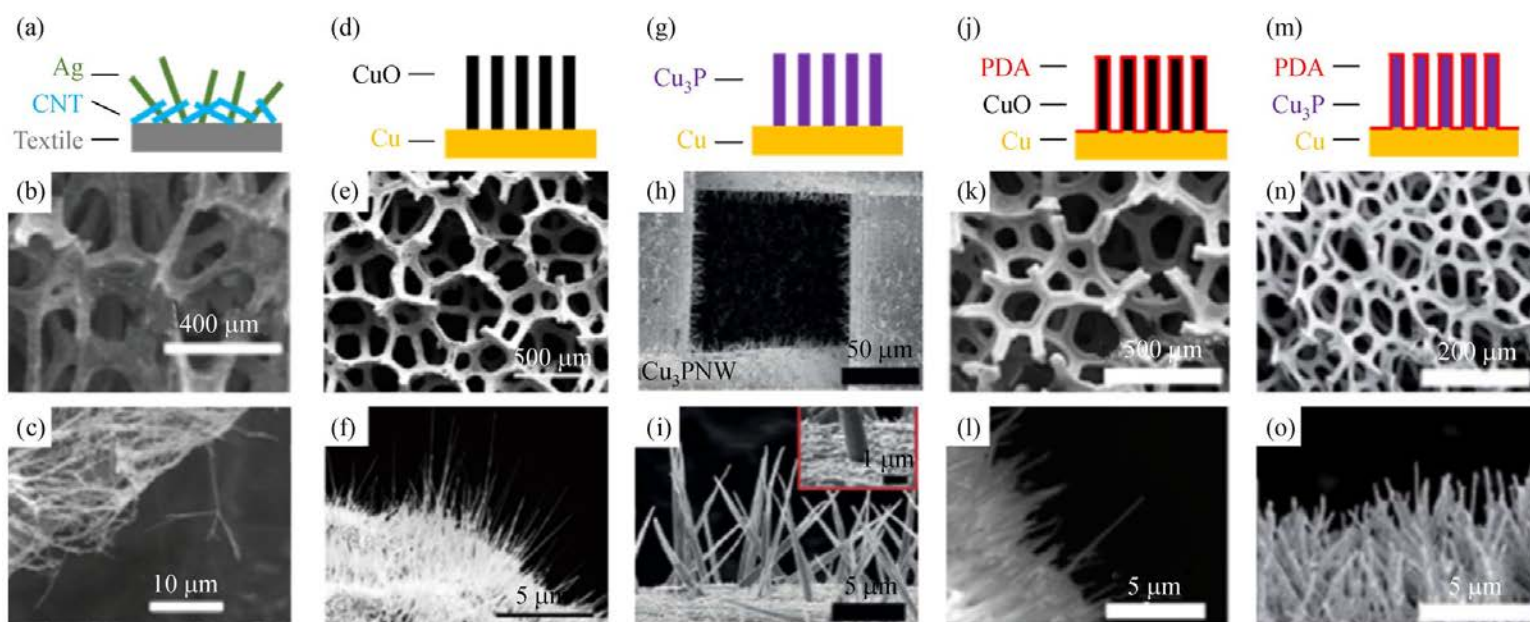 (a)
Ag
CNT
Textile
(b)
400 μm
(c)
10 μm
(d)
CuO
Cu
(e)
500 μm
(f)
5 μm
(g)
Cu₃P
Cu
(h)
50 μm
Cu₃PNW
(i)
1 μm
5 μm
(j)
PDA
CuO
Cu
(k)
500 μm
(l)
5 μm
(m)
PDA
Cu₃P
Cu
(n)
200 μm
(o)
5 μm